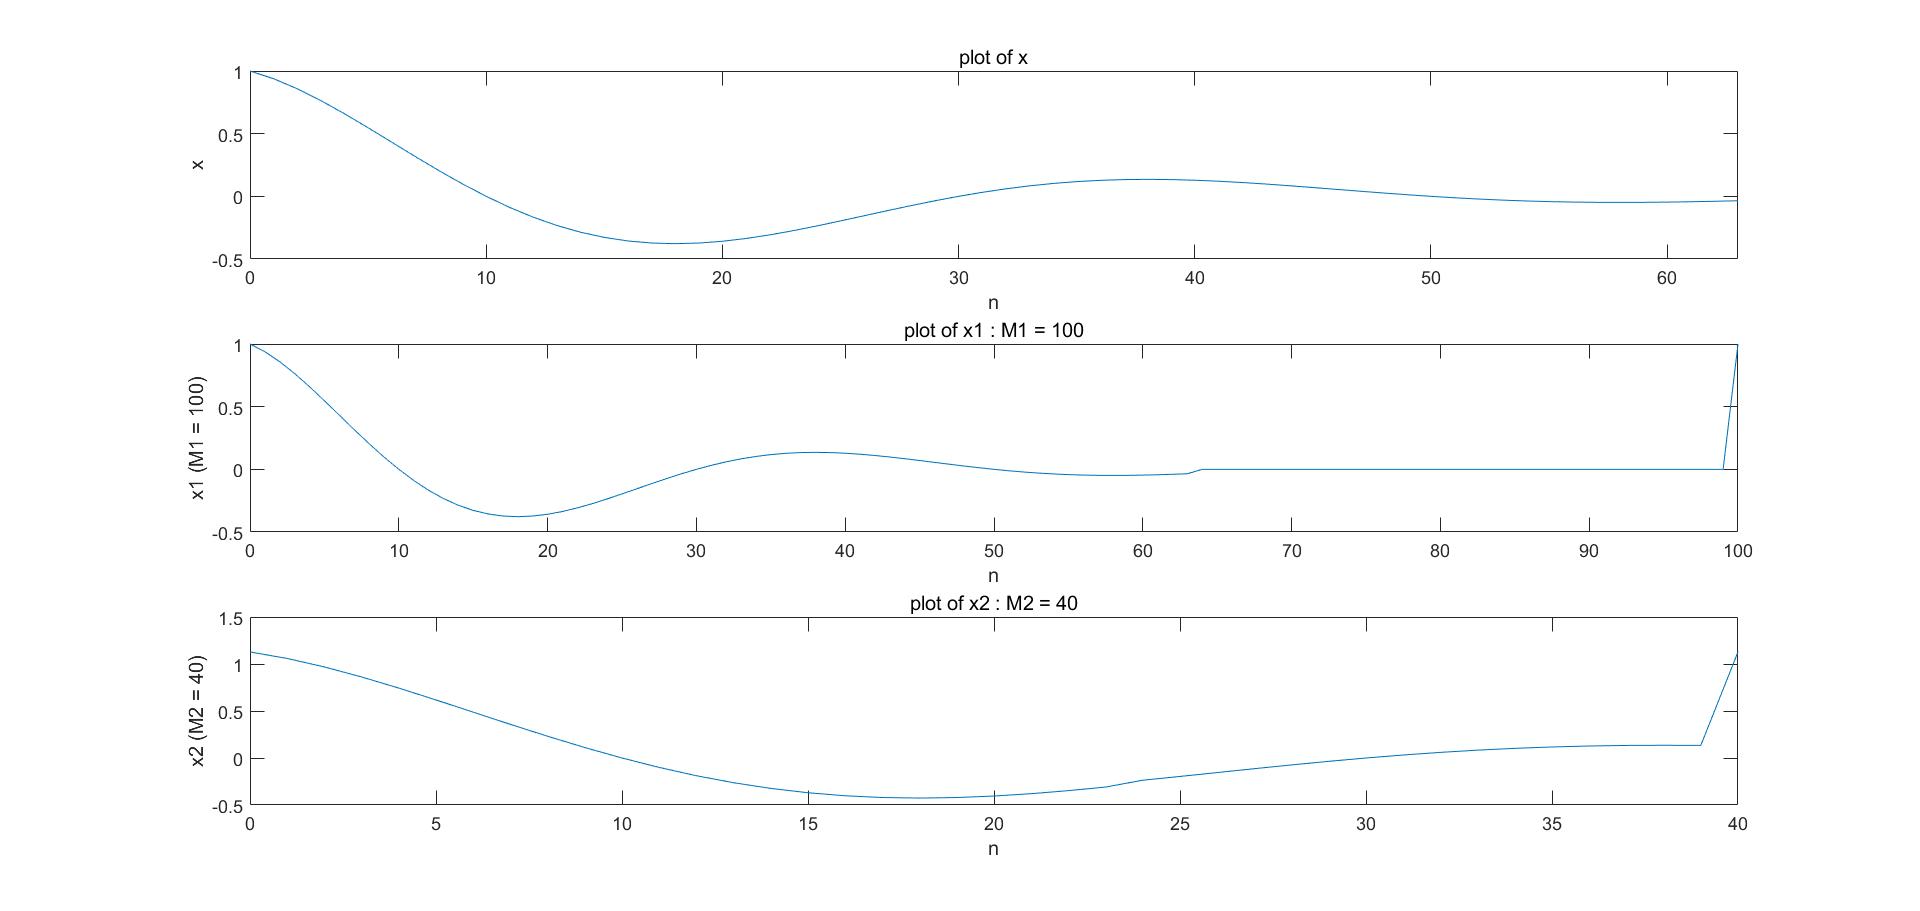 plot of x
1
0.5
x
0
-0.5
0 10 20 30 40 50 60
n
plot of x1 : M1 = 100
1
0.5
x1 (M1 = 100)
0
-0.5
0 10 20 30 40 50 60 70 80 90 100
n
plot of x2 : M2 = 40
1.5
1
0.5
x2 (M2 = 40)
0
-0.5
0 5 10 15 20 25 30 35 40
n